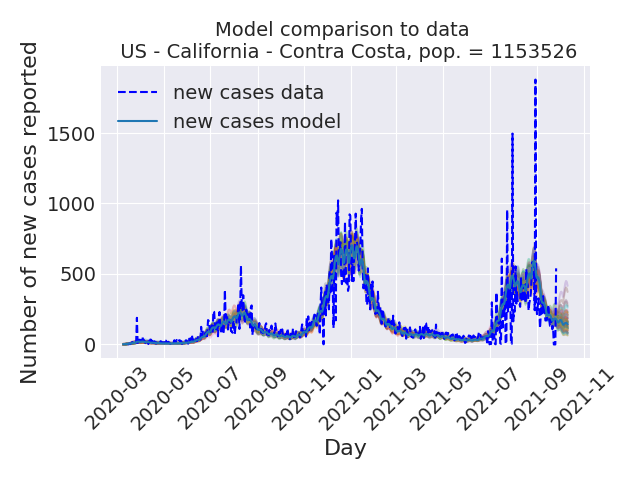 Model comparison to data
US - California - Contra Costa, pop. = 1153526
Number of new cases reported
new cases data
new cases model
1500
1000
500
0
2020-03
2020-05
2020-07
2020-09
2020-11
2021-01
2021-03
2021-05
2021-07
2021-09
2021-11
Day